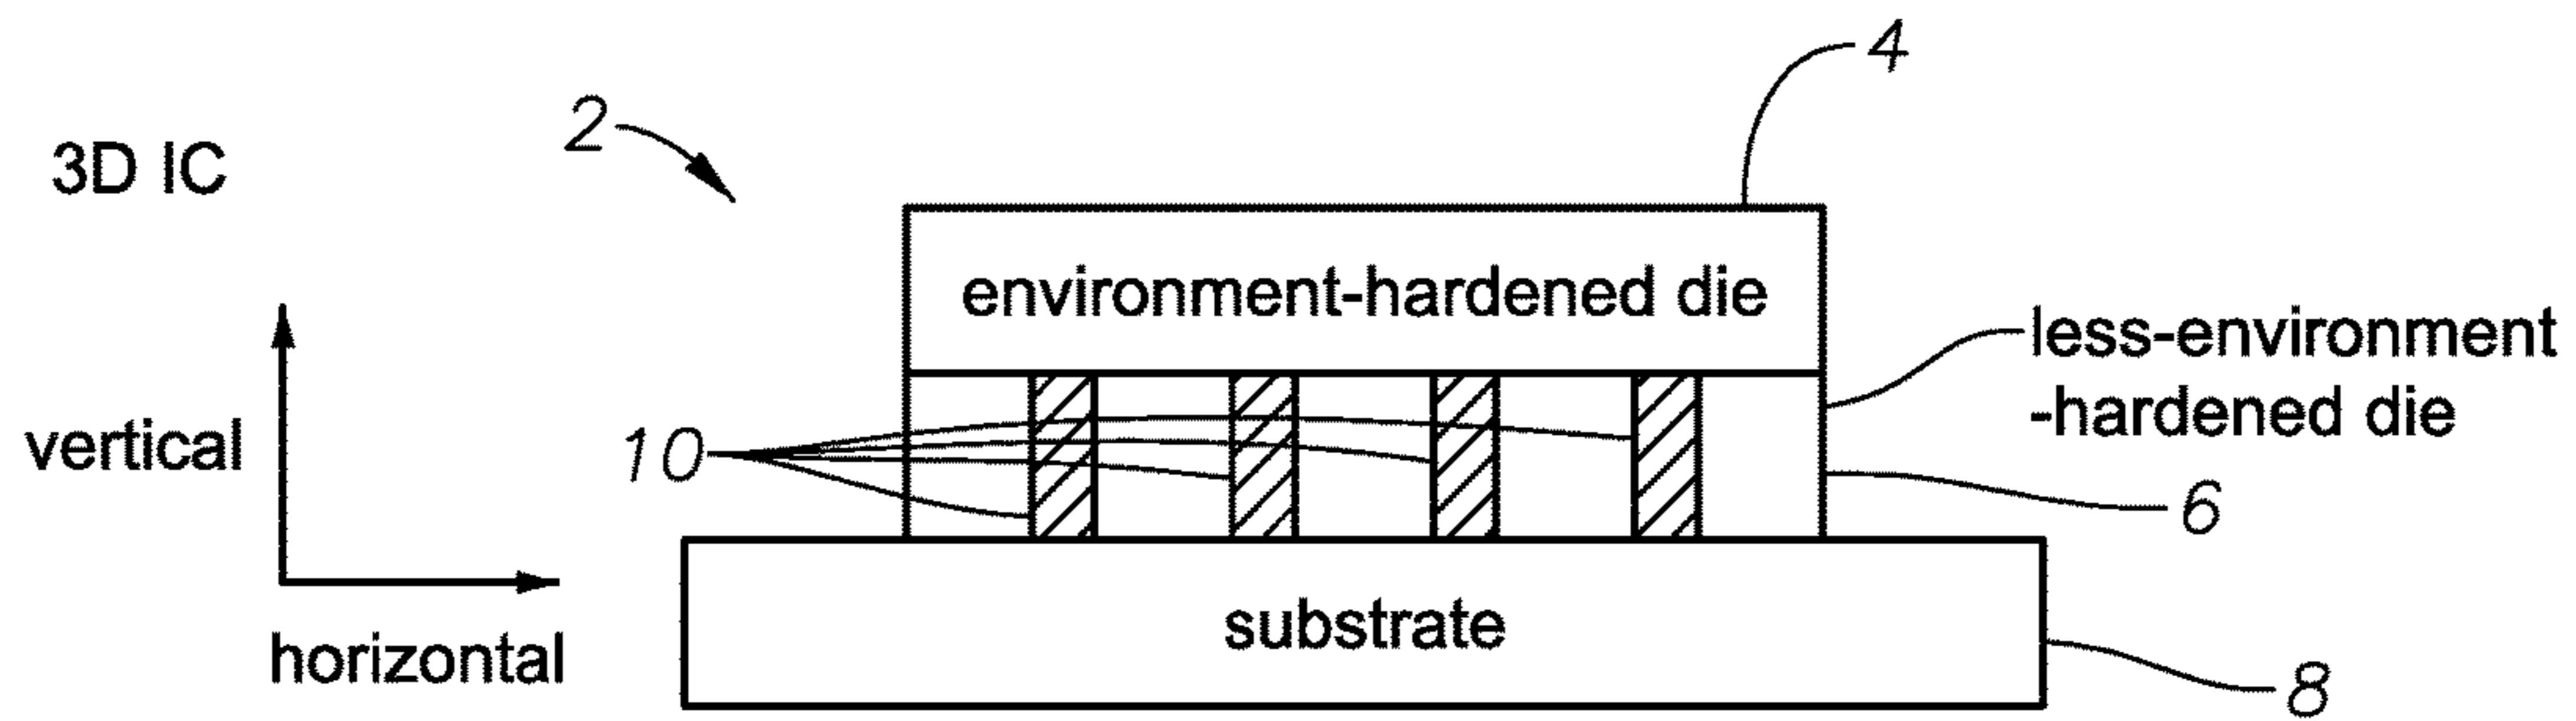 4
2
3D IC
environment-hardened die
less-environment
-hardened die
vertical
10
6
substrate
horizontal
8